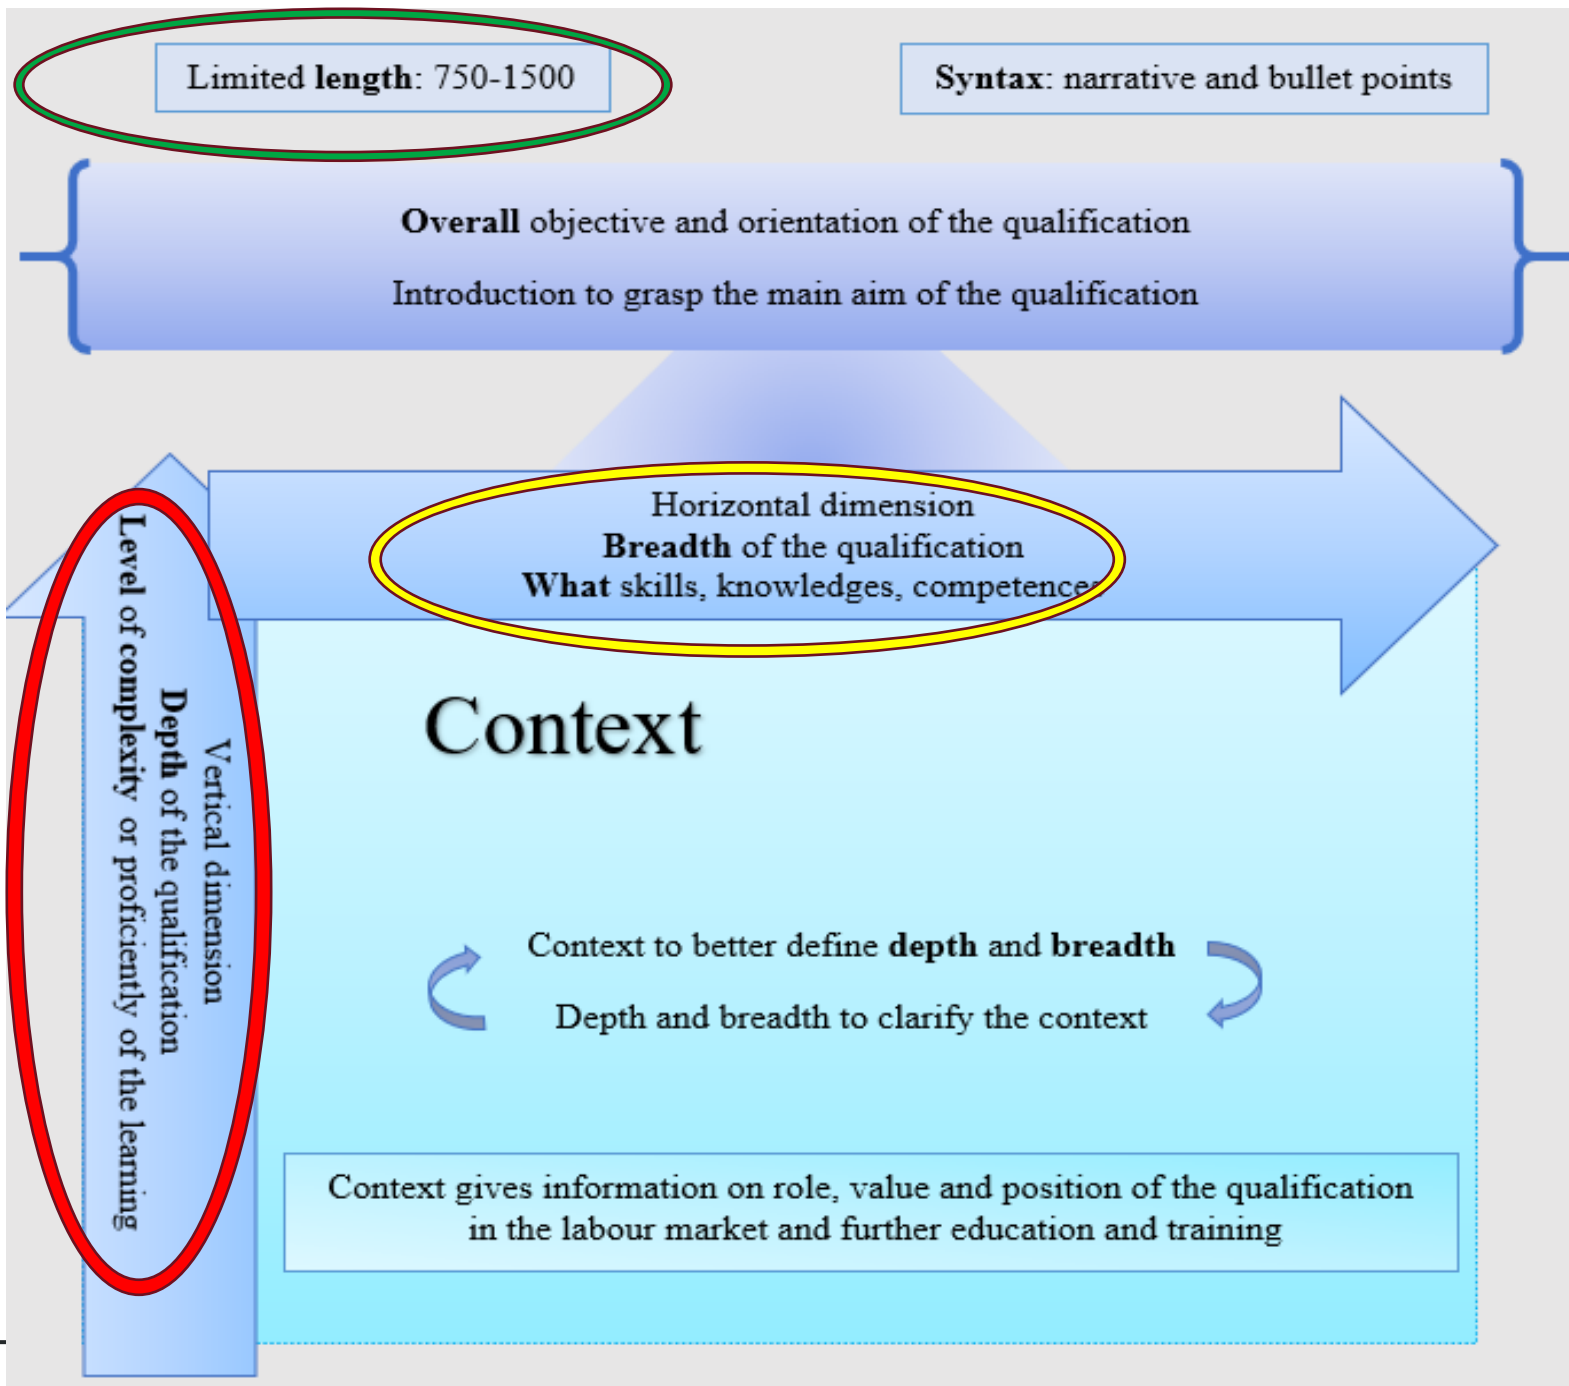 Limited length: 750-1500
Syntax: narrative and bullet points
Overall objective and orientation of the qualification
Introduction to grasp the main aim of the qualification
Horizontal dimension
Breadth of the qualification
What skills, knowledges, competences
Vertical dimension
Depth of the qualification
Level of complexity or proficiently of the learning
Context
Context to better define depth and breadth
Depth and breadth to clarify the context
Context gives information on role, value and position of the qualification
in the labour market and further education and training